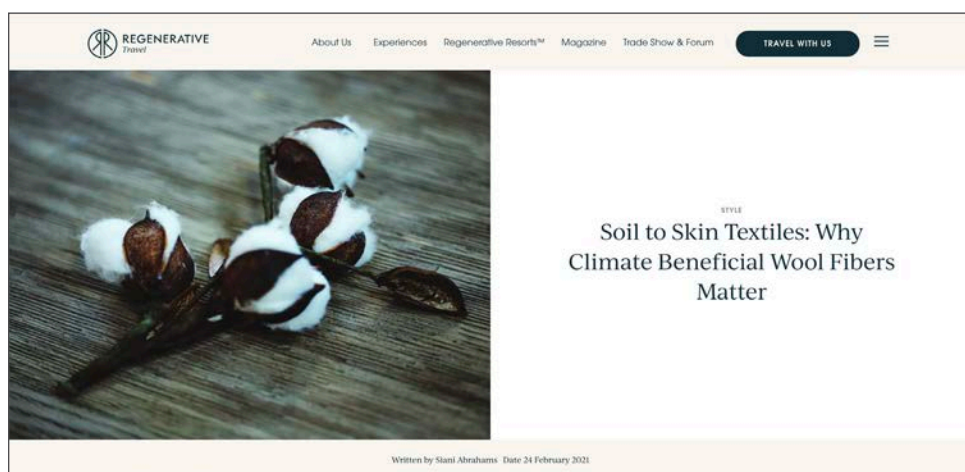 REGENERATIVE
Travel
About Us Experiences Regenerative Resorts™ Magazine Trade Show & Forum TRAVEL WITH US
STYLE
Soil to Skin Textiles: Why
Climate Beneficial Wool Fibers
Matter
Written by Siani Abrahams Date 24 February 2021